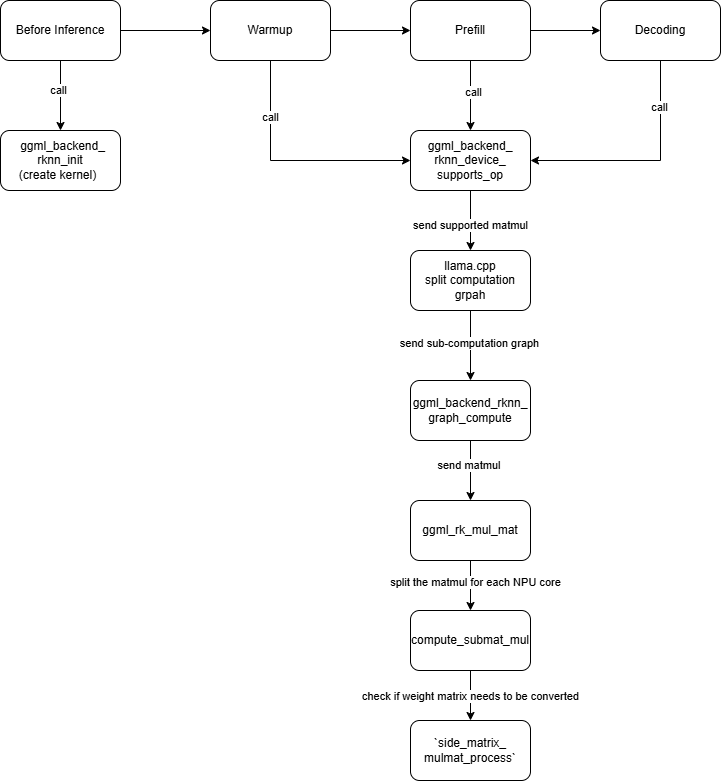 Before Inference
Warmup
Prefill
Decoding
call
call
call
call
ggml_backend_
rknn_init
(create kernel)
ggml_backend_
rknn_device_
supports_op
send supported matmul
llama.cpp
split computation
grpah
send sub-computation graph
ggml_backend_rknn_
graph_compute
send matmul
ggml_rk_mul_mat
split the matmul for each NPU core
compute_submat_mul
check if weight matrix needs to be converted
`side_matrix_
mulmat_process`